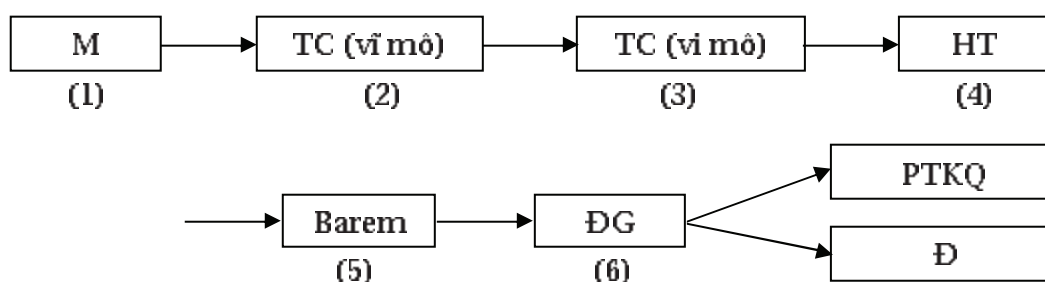 M TC (vĩ mô) TC (vi mô) HT
(1) (2) (3) (4)
PTKQ
Barem ĐG
Đ
(5) (6)